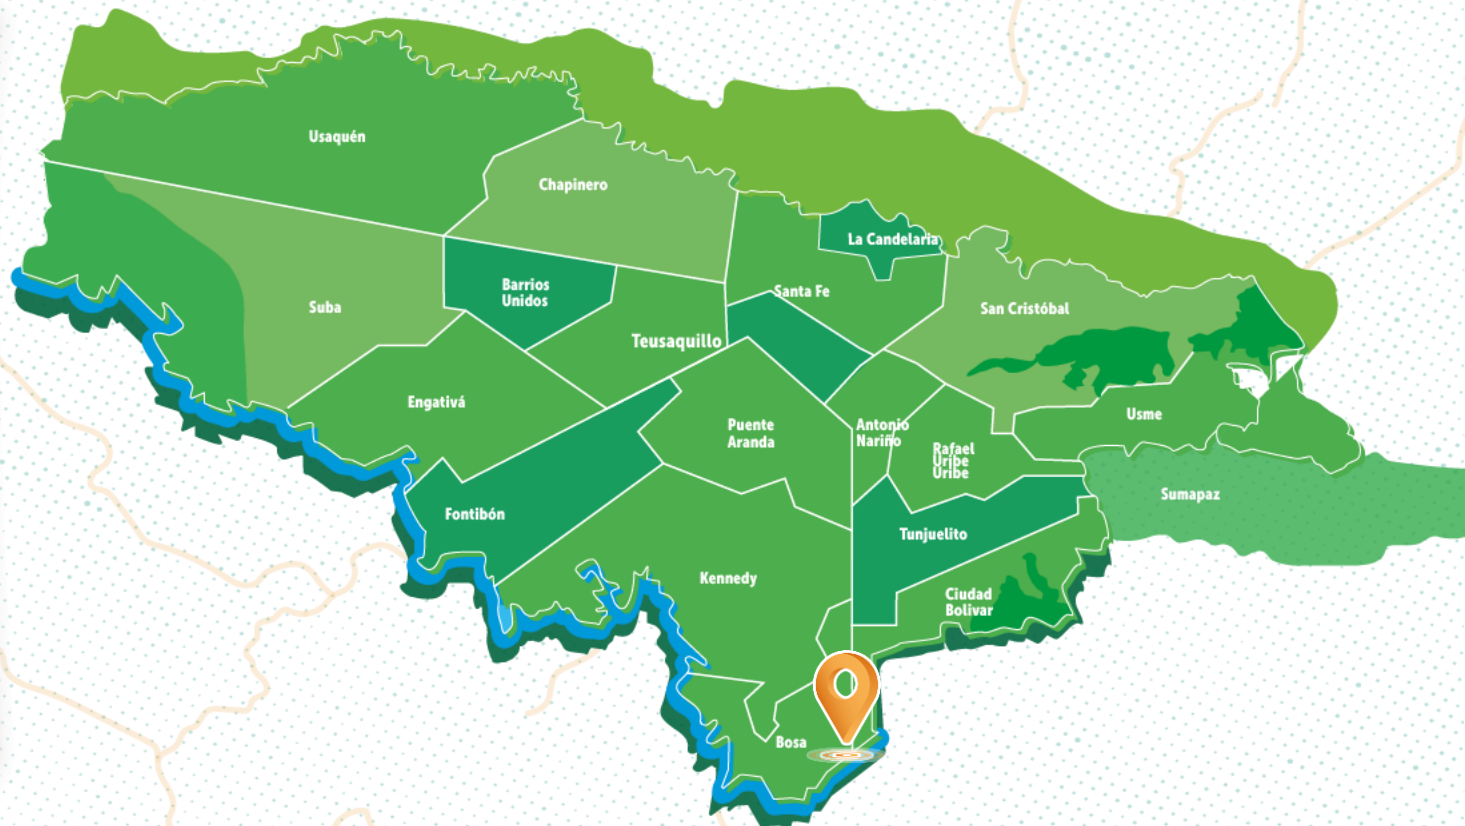 Usaquén
Chapinero
La Candelaria
Barrios
Unidos
Santa Fe
Suba
San Cristóbal
Teusaquillo
Engativá
Usme
Puente
Aranda
Antonio
Nariño
Rafael
Uribe
Uribe
Sumapaz
Fontibón
Tunjuelito
Kennedy
Ciudad
Bolivar
Bosa